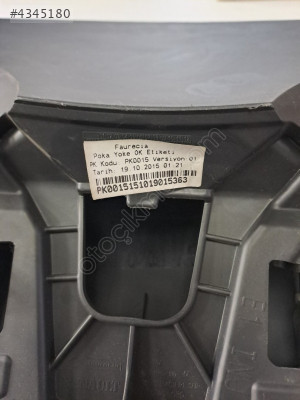 #4345180
Faurecia
Poka Yoke OK Etiketi
PK Kodu: PK0015 Versiyon 01
Tarih: 19.10.2015 01:21
PK0015151019015363